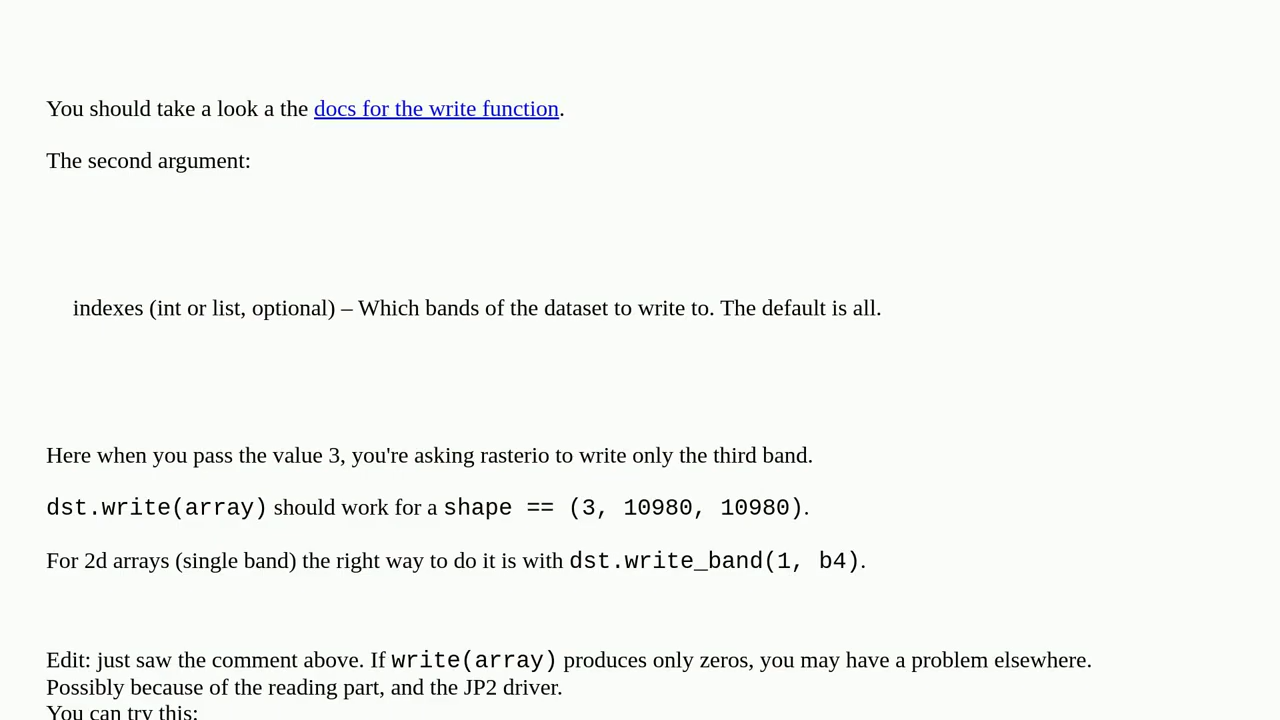 You should take a look a the docs for the write function.
The second argument:
indexes (int or list, optional) – Which bands of the dataset to write to. The default is all.
Here when you pass the value 3, you're asking rasterio to write only the third band.
dst.write(array) should work for a shape == (3, 10980, 10980).
For 2d arrays (single band) the right way to do it is with dst.write_band(1, b4).
Edit: just saw the comment above. If write(array) produces only zeros, you may have a problem elsewhere.
Possibly because of the reading part, and the JP2 driver.
You can try this: